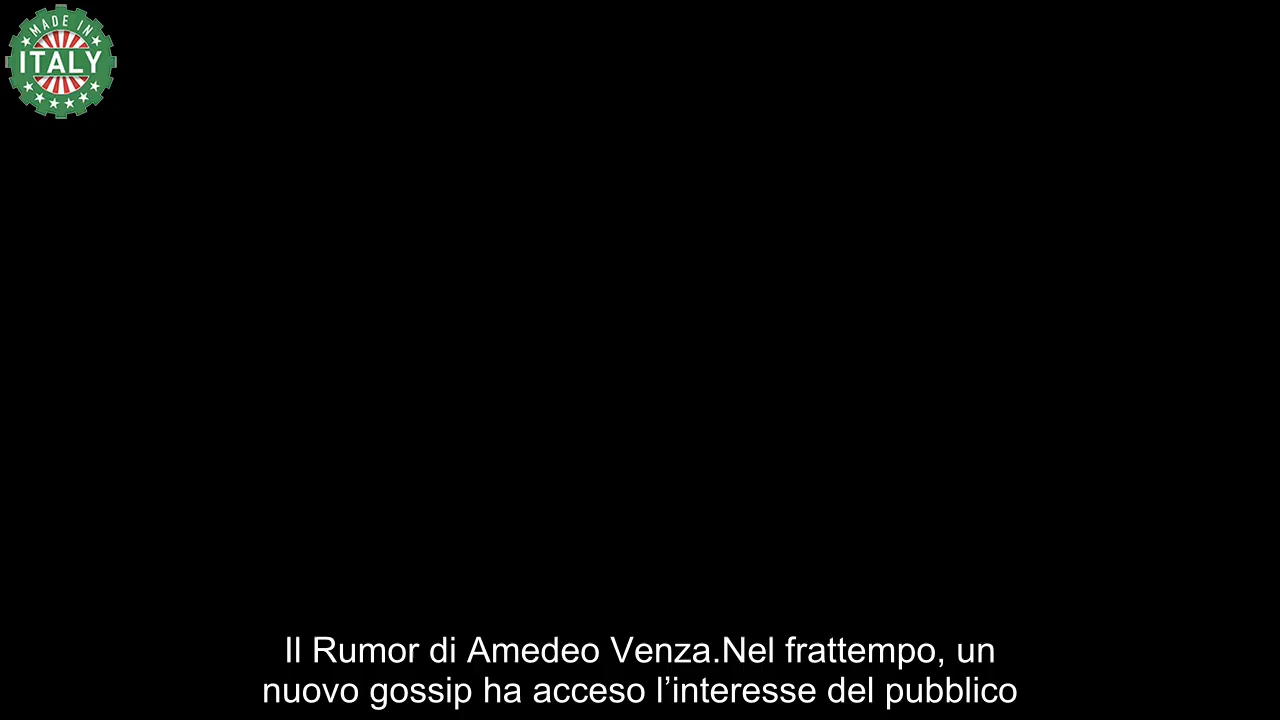 MADE IN
ITALY
Il Rumor di Amedeo Venza.Nel frattempo, un
nuovo gossip ha acceso l’interesse del pubblico